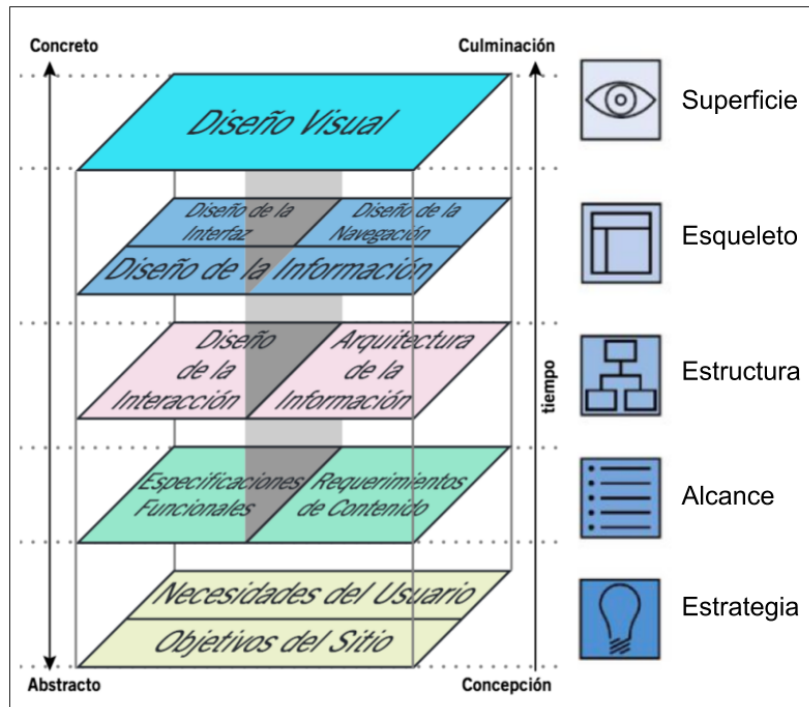 Concreto
Culminación
Diseño Visual
Superficie
Diseño de la
Interfaz
Diseño de la
Navegación
Diseño de la Información
Esqueleto
Diseño
de la
Interacción
Arquitectura
de la
Información
tiempo
Estructura
Especificaciones
Funcionales
Requerimientos
de Contenido
Alcance
Necesidades del Usuario
Objetivos del Sitio
Estrategia
Abstracto
Concepción